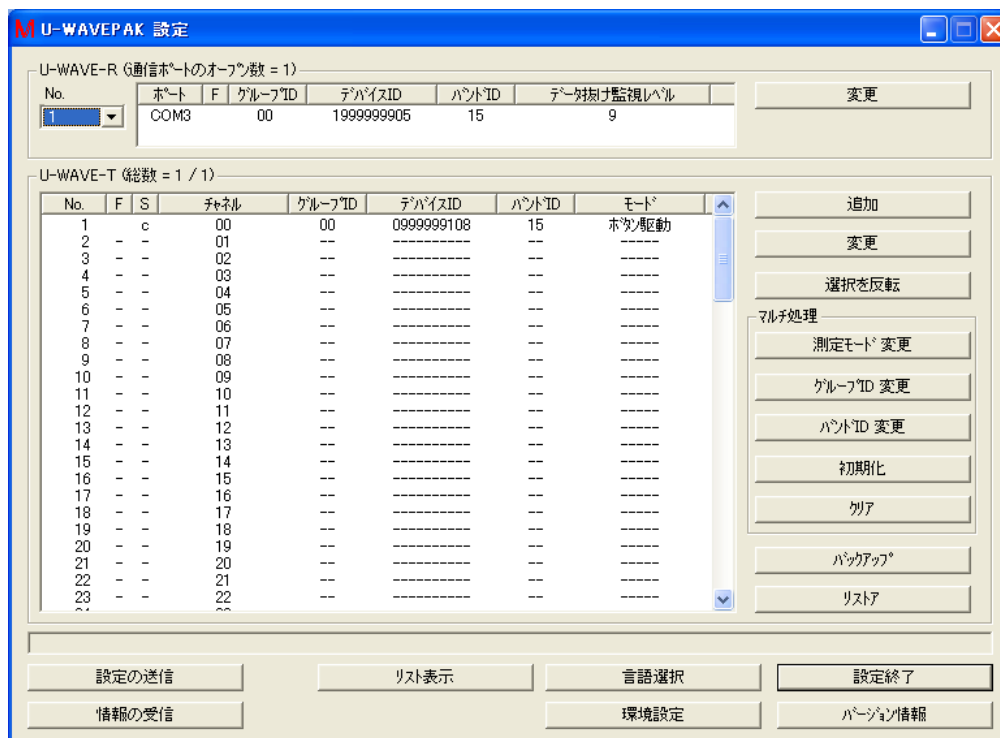 U-WAVEPAK 設定
U-WAVE-R (通信ポートのオープン数 = 1)
No. ポート F グループID デバイスID バンドID データ抜け監視レベル 変更
1 COM3 00 1999999905 15 9
U-WAVE-T (総数 = 1 / 1)
No. F S チャネル グループID デバイスID バンドID モード 追加
1 c 00 00 0999999108 15 ボタン駆動
2 - - 01 -- ---------- -- ----- 変更
3 - - 02 -- ---------- -- -----
4 - - 03 -- ---------- -- -----
5 - - 04 -- ---------- -- ----- 選択を反転
6 - - 05 -- ---------- -- -----
7 - - 06 -- ---------- -- ----- マルチ処理
8 - - 07 -- ---------- -- ----- 測定モード 変更
9 - - 08 -- ---------- -- -----
10 - - 09 -- ---------- -- -----
11 - - 10 -- ---------- -- ----- グループID 変更
12 - - 11 -- ---------- -- -----
13 - - 12 -- ---------- -- ----- バンドID 変更
14 - - 13 -- ---------- -- -----
15 - - 14 -- ---------- -- ----- 初期化
16 - - 15 -- ---------- -- -----
17 - - 16 -- ---------- -- -----
18 - - 17 -- ---------- -- ----- クリア
19 - - 18 -- ---------- -- -----
20 - - 19 -- ---------- -- -----
21 - - 20 -- ---------- -- ----- バックアップ
22 - - 21 -- ---------- -- -----
23 - - 22 -- ---------- -- ----- リストア
設定の送信 リスト表示 言語選択 設定終了
情報の受信 環境設定 バージョン情報